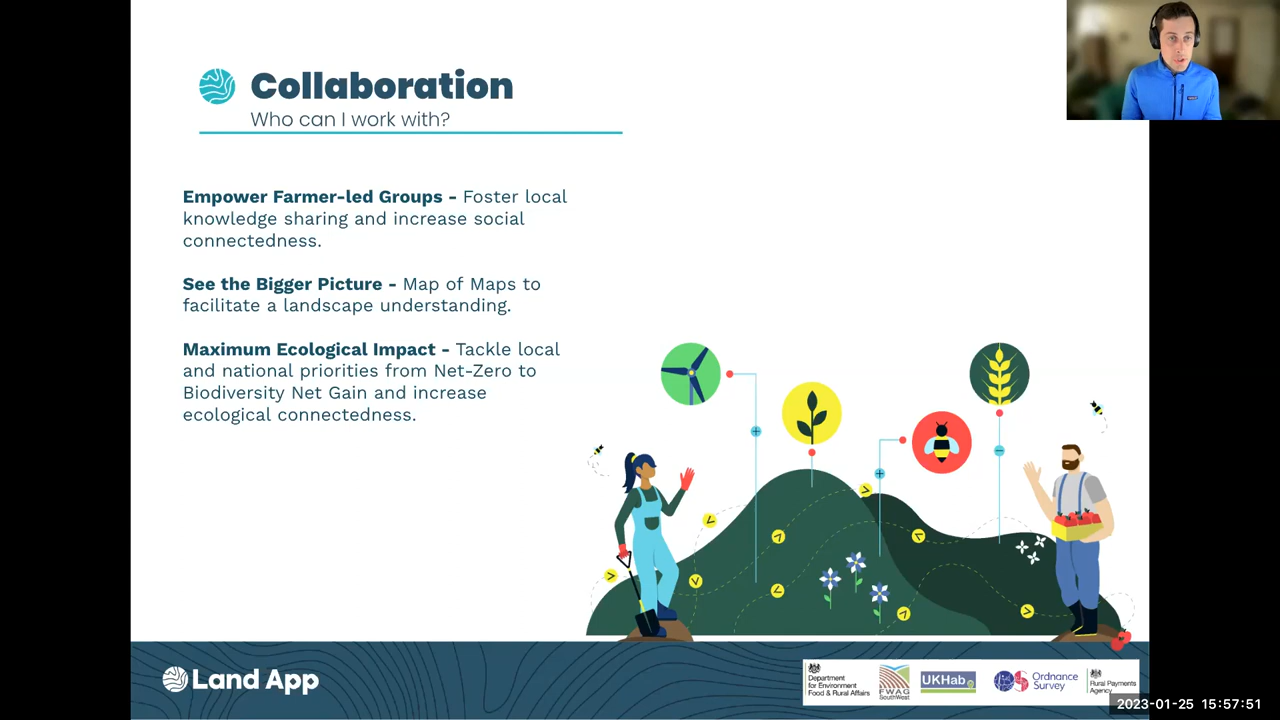 Collaboration
Who can I work with?
Empower Farmer-led Groups - Foster local
knowledge sharing and increase social
connectedness.
See the Bigger Picture - Map of Maps to
facilitate a landscape understanding.
Maximum Ecological Impact - Tackle local
and national priorities from Net-Zero to
Biodiversity Net Gain and increase
ecological connectedness.
Land App
Department
for Environment
Food & Rural Affairs
FWAG
SouthWest
UKHab
Ordnance
Survey
Rural Payments
Agency
2023-01-25 15:57:51